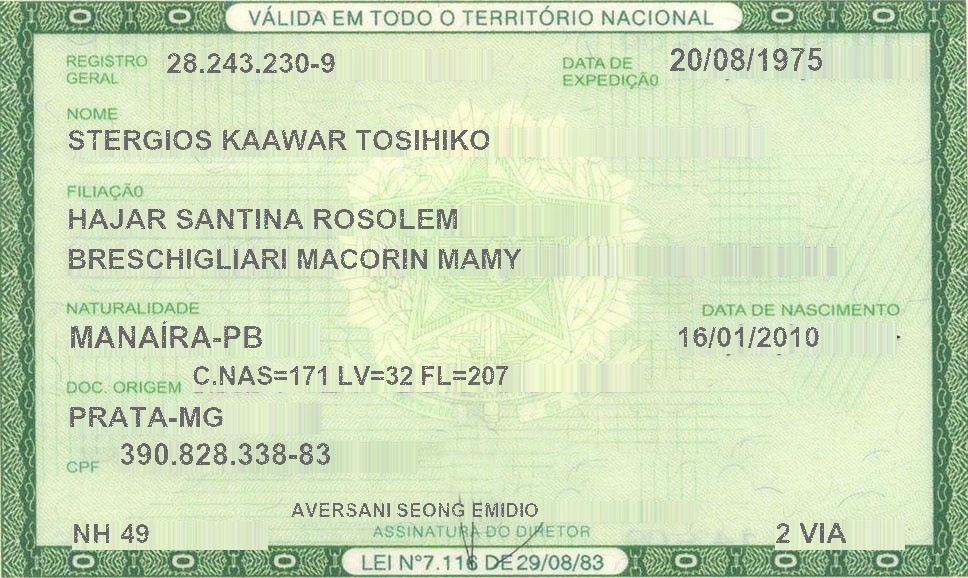 VÁLIDA EM TODO O TERRITÓRIO NACIONAL
REGISTRO GERAL 28.243.230-9 DATA DE EXPEDIÇÃO 20/08/1975
NOME
STERGIOS KAAWAR TOSIHIKO
FILIAÇÃO
HAJAR SANTINA ROSOLEM
BRESCHIGLIARI MACORIN MAMY
NATURALIDADE DATA DE NASCIMENTO
MANAÍRA-PB 16/01/2010
DOC. ORIGEM C.NAS=171 LV=32 FL=207
PRATA-MG
CPF 390.828.338-83
AVERSANI SEONG EMIDIO
NH 49 ASSINATURA DO DIRETOR 2 VIA
LEI Nº7.116 DE 29/08/83